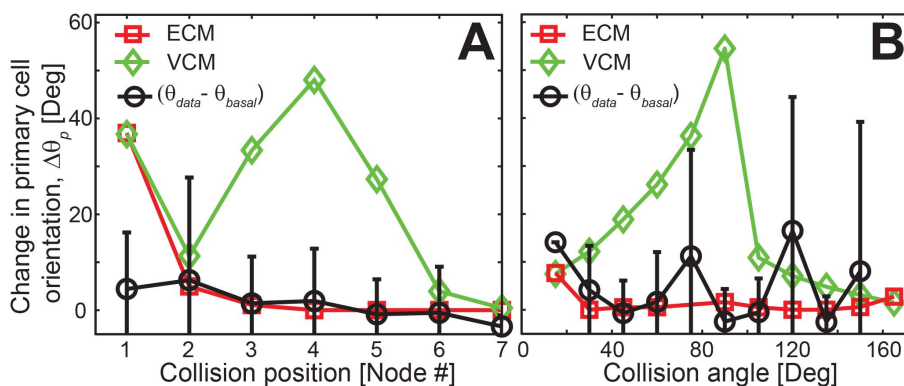 Change in primary cell
orientation, Δθp [Deg]
60
40
20
0
ECM
VCM
(θdata - θbasal)
A
1 2 3 4 5 6 7
Collision position [Node #]
ECM
VCM
(θdata - θbasal)
B
0 40 80 120 160
Collision angle [Deg]